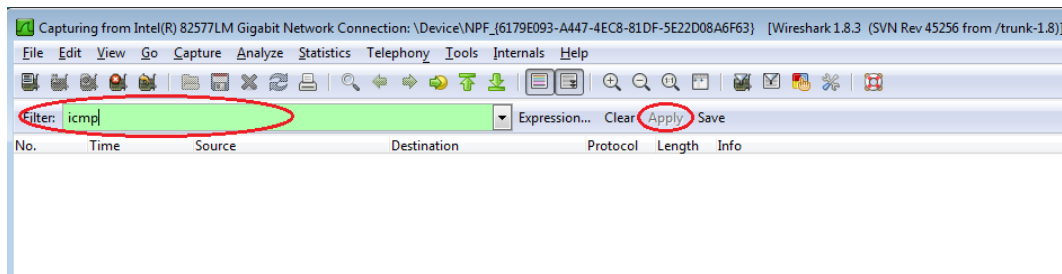 Capturing from Intel(R) 82577LM Gigabit Network Connection: \Device\NPF_{6179E093-A447-4EC8-81DF-5E22D08A6F63} [Wireshark 1.8.3 (SVN Rev 45256 from /trunk-1.8)]
File Edit View Go Capture Analyze Statistics Telephony Tools Internals Help
Filter: icmp Expression... Clear Apply Save
No. Time Source Destination Protocol Length Info